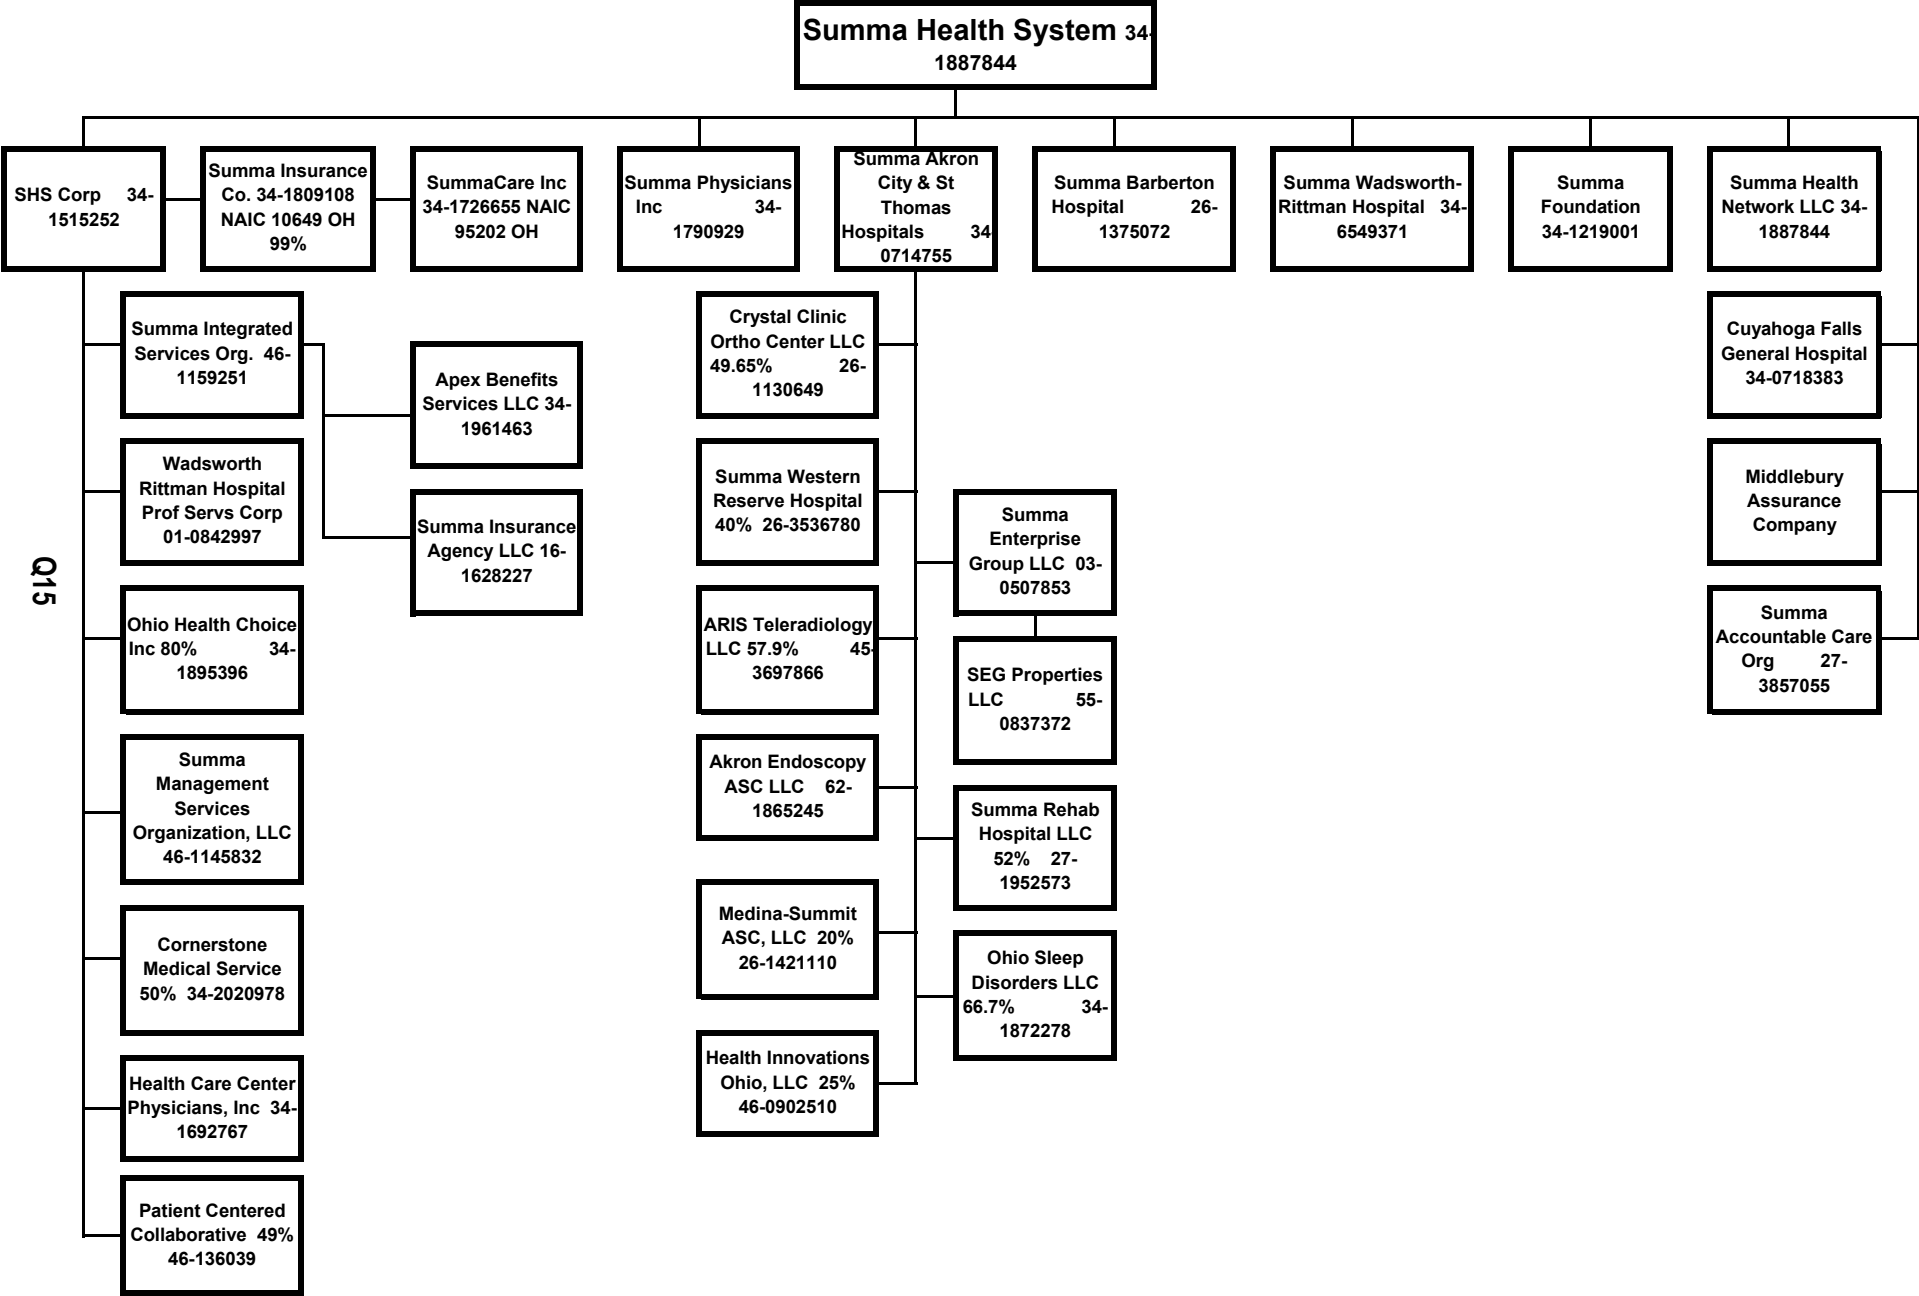 Summa Health System 34-
1887844
SHS Corp 34-
1515252
Summa Insurance
Co. 34-1809108
NAIC 10649 OH
99%
SummaCare Inc
34-1726655 NAIC
95202 OH
Summa Physicians
Inc 34-
1790929
Summa Akron
City & St
Thomas
Hospitals 34-
0714755
Summa Barberton
Hospital 26-
1375072
Summa Wadsworth-
Rittman Hospital 34-
6549371
Summa
Foundation
34-1219001
Summa Health
Network LLC 34-
1887844
Summa Integrated
Services Org. 46-
1159251
Wadsworth
Rittman Hospital
Prof Servs Corp
01-0842997
Ohio Health Choice
Inc 80% 34-
1895396
Summa
Management
Services
Organization, LLC
46-1145832
Cornerstone
Medical Service
50% 34-2020978
Health Care Center
Physicians, Inc 34-
1692767
Patient Centered
Collaborative 49%
46-136039
Apex Benefits
Services LLC 34-
1961463
Summa Insurance
Agency LLC 16-
1628227
Crystal Clinic
Ortho Center LLC
49.65% 26-
1130649
Summa Western
Reserve Hospital
40% 26-3536780
ARIS Teleradiology
LLC 57.9% 45-
3697866
Akron Endoscopy
ASC LLC 62-
1865245
Medina-Summit
ASC, LLC 20%
26-1421110
Health Innovations
Ohio, LLC 25%
46-0902510
Summa
Enterprise
Group LLC 03-
0507853
SEG Properties
LLC 55-
0837372
Summa Rehab
Hospital LLC
52% 27-
1952573
Ohio Sleep
Disorders LLC
66.7% 34-
1872278
Cuyahoga Falls
General Hospital
34-0718383
Middlebury
Assurance
Company
Summa
Accountable Care
Org 27-
3857055
Q15